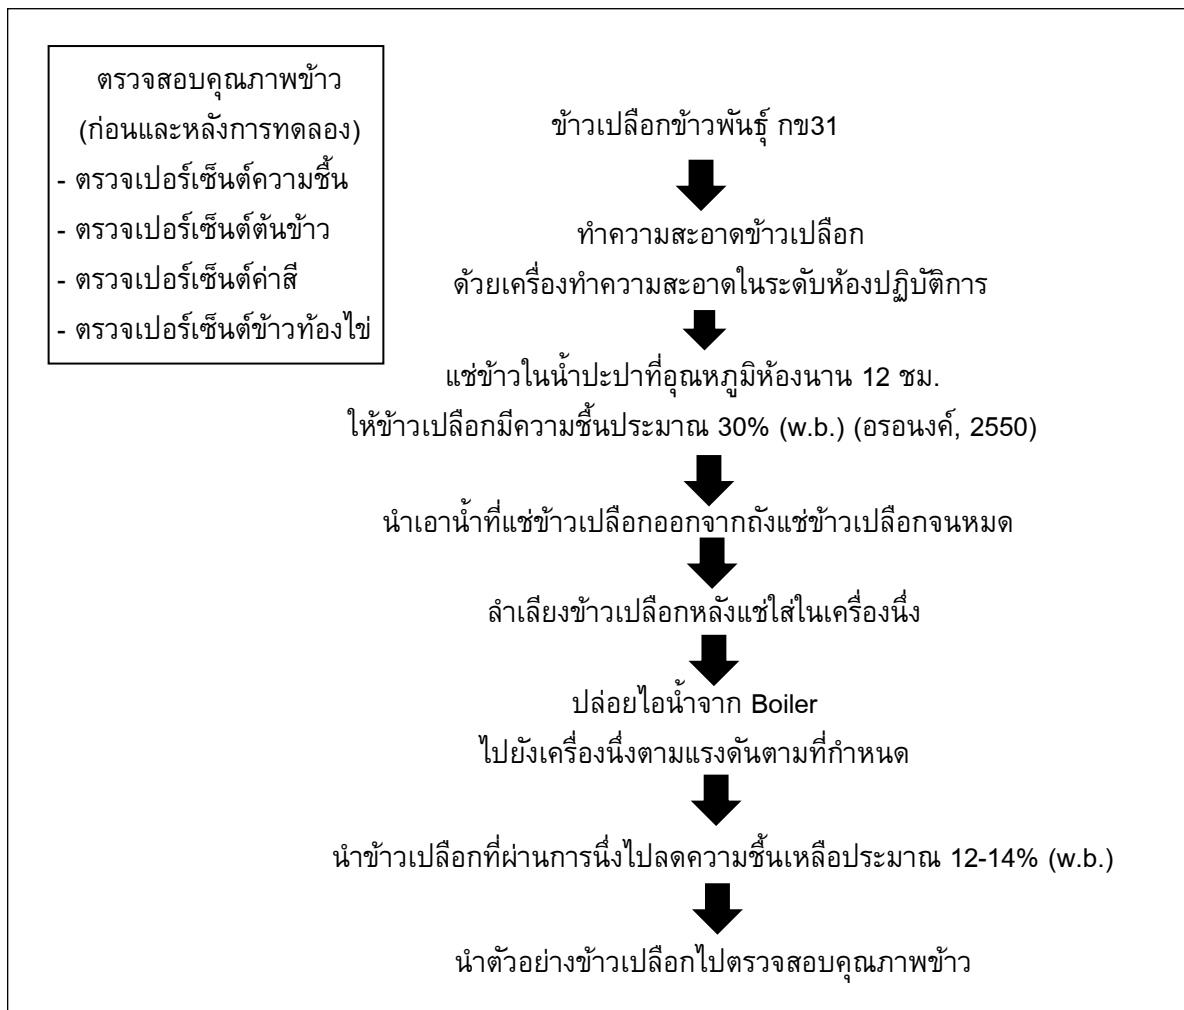 ตรวจสอบคุณภาพข้าว
(ก่อนและหลังการทดลอง)
- ตรวจเปอร์เซ็นต์ความชื้น
- ตรวจเปอร์เซ็นต์ต้นข้าว
- ตรวจเปอร์เซ็นต์ค่าสี
- ตรวจเปอร์เซ็นต์ข้าวท้องไข่
ข้าวเปลือกข้าวพันธุ์ กข31
ทำความสะอาดข้าวเปลือก
ด้วยเครื่องทำความสะอาดในระดับห้องปฏิบัติการ
แช่ข้าวในน้ำปะปาที่อุณหภูมิห้องนาน 12 ชม.
ให้ข้าวเปลือกมีความชื้นประมาณ 30% (w.b.) (อรอนงค์, 2550)
นำเอาน้ำที่แช่ข้าวเปลือกออกจากถังแช่ข้าวเปลือกจนหมด
ลำเลียงข้าวเปลือกหลังแช่ใส่ในเครื่องนึ่ง
ปล่อยไอน้ำจาก Boiler
ไปยังเครื่องนึ่งตามแรงดันตามที่กำหนด
นำข้าวเปลือกที่ผ่านการนึ่งไปลดความชื้นเหลือประมาณ 12-14% (w.b.)
นำตัวอย่างข้าวเปลือกไปตรวจสอบคุณภาพข้าว